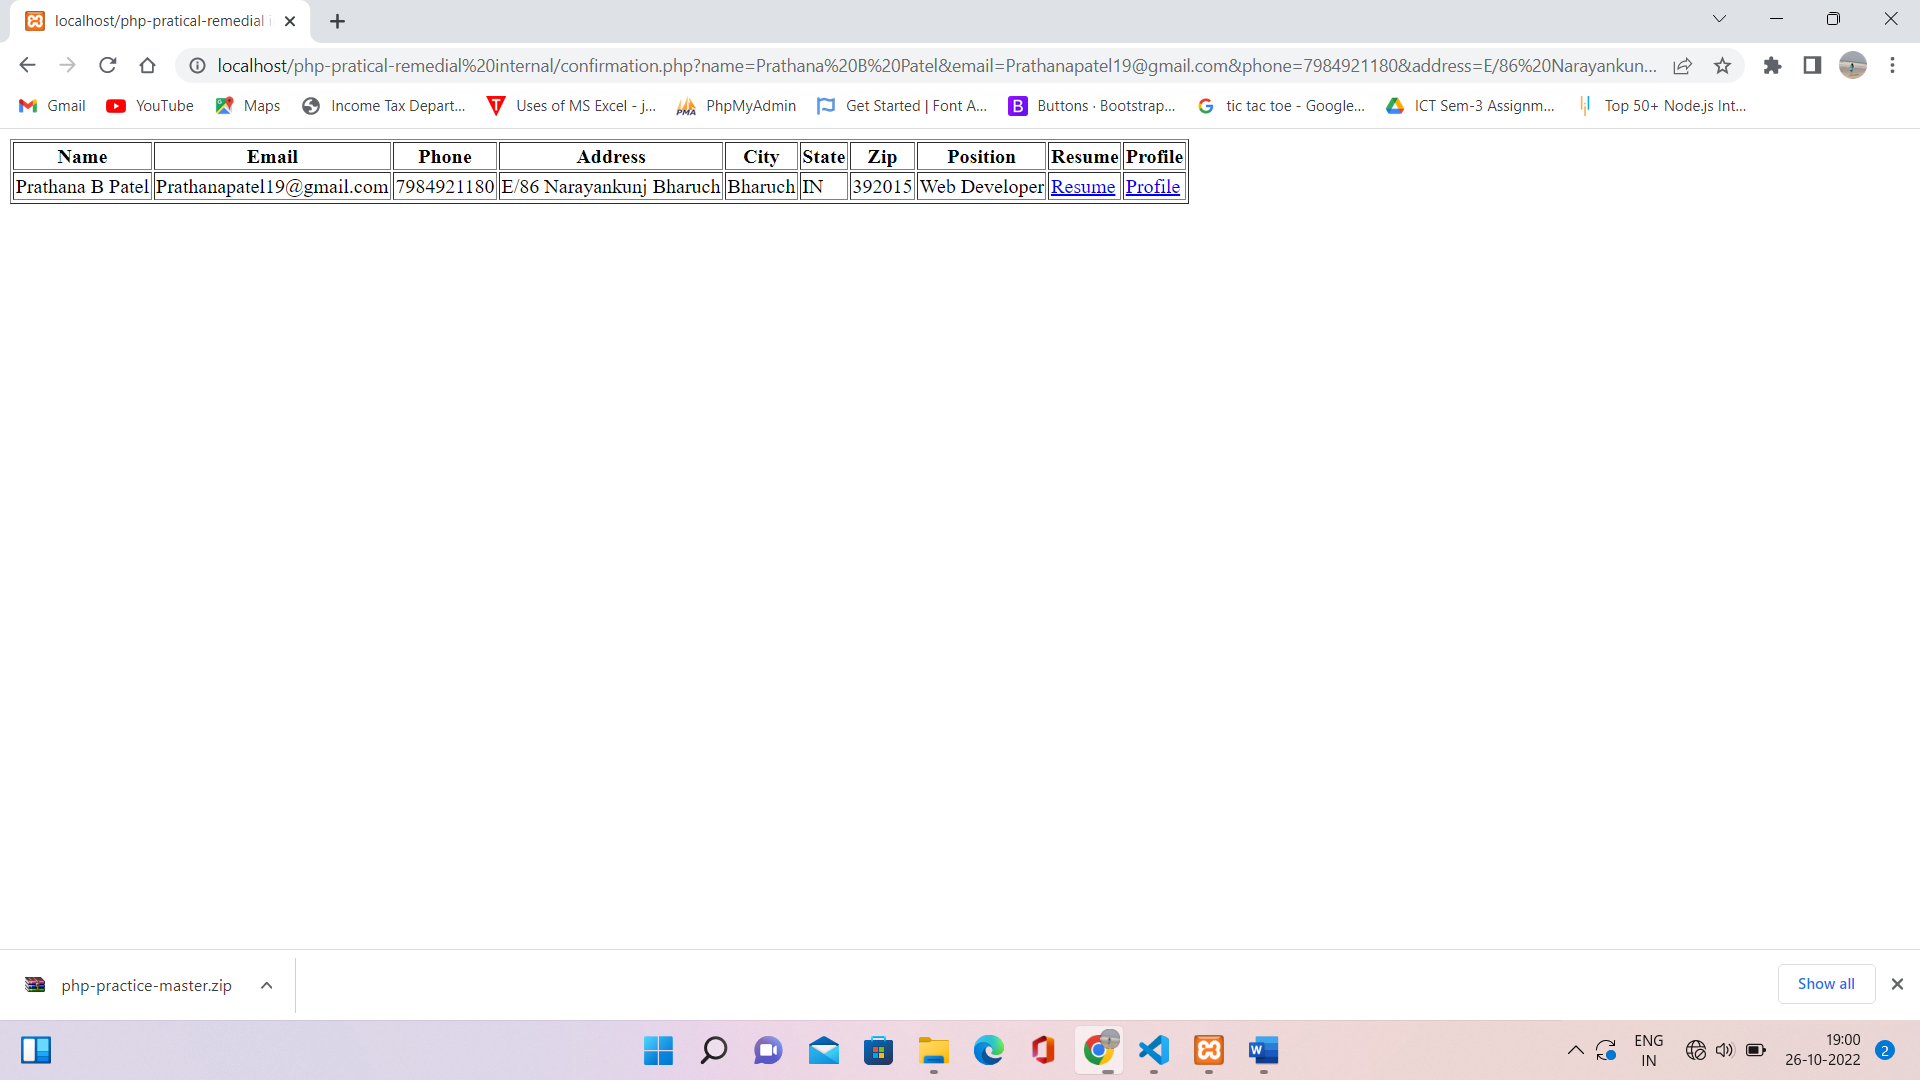 localhost/php-pratical-remedial
localhost/php-pratical-remedial%20internal/confirmation.php?name=Prathana%20B%20Patel&email=Prathanapatel19@gmail.com&phone=7984921180&address=E/86%20Narayankun...
Gmail YouTube Maps Income Tax Depart... Uses of MS Excel - j... PhpMyAdmin Get Started | Font A... Buttons · Bootstrap... tic tac toe - Google... ICT Sem-3 Assignm... Top 50+ Node.js Int...
Name Email Phone Address City State Zip Position Resume Profile
Prathana B Patel Prathanapatel19@gmail.com 7984921180 E/86 Narayankunj Bharuch Bharuch IN 392015 Web Developer Resume Profile
php-practice-master.zip Show all
ENG 19:00
IN 26-10-2022 2